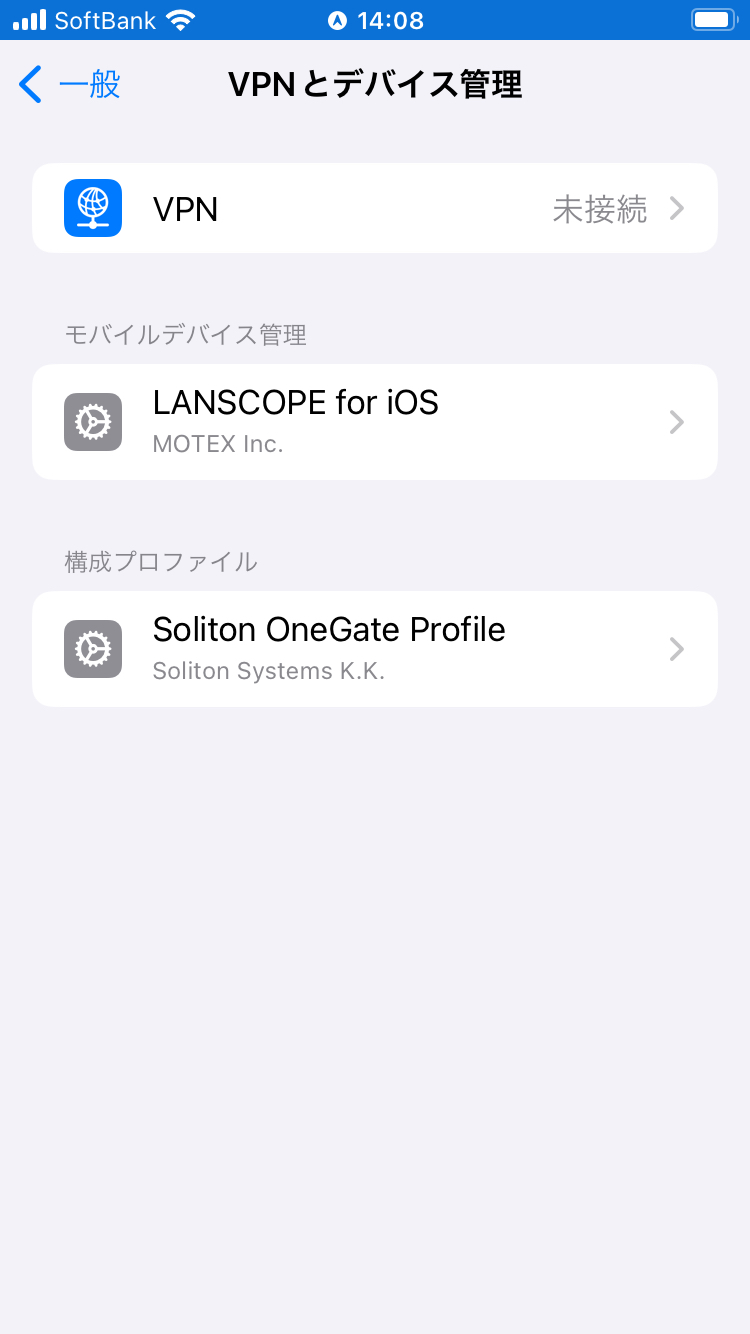 SoftBank 14:08
一般 VPNとデバイス管理
VPN 未接続
モバイルデバイス管理
LANSCOPE for iOS
MOTEX Inc.
構成プロファイル
Soliton OneGate Profile
Soliton Systems K.K.